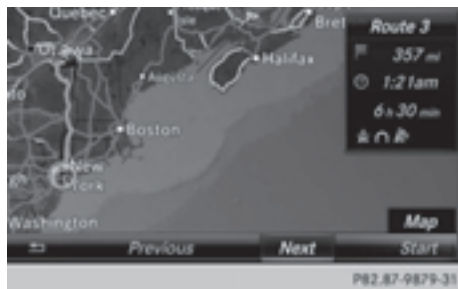 Quebec
Bret
Route 3
Ottawa
Halifax
357 mi
Augusta
1:21am
6 h 30 min
Boston
New
York
Washington
Map
Previous
Next
Start
P82.87-9879-31